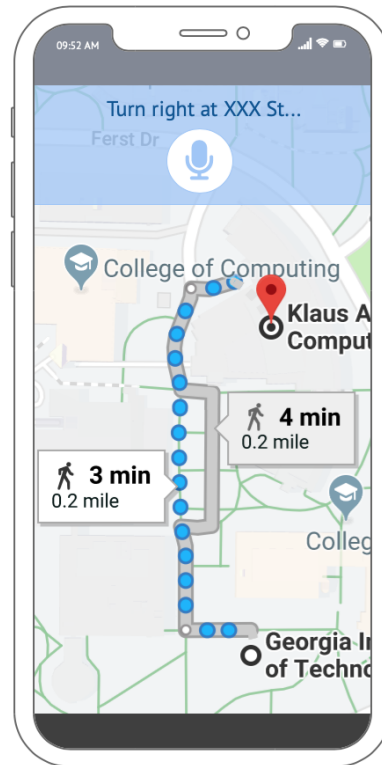 09:52 AM
Turn right at XXX St...
Ferst Dr
College of Computing
Klaus A
Comput
4 min
0.2 mile
3 min
0.2 mile
Colleg
Georgia In
of Techno